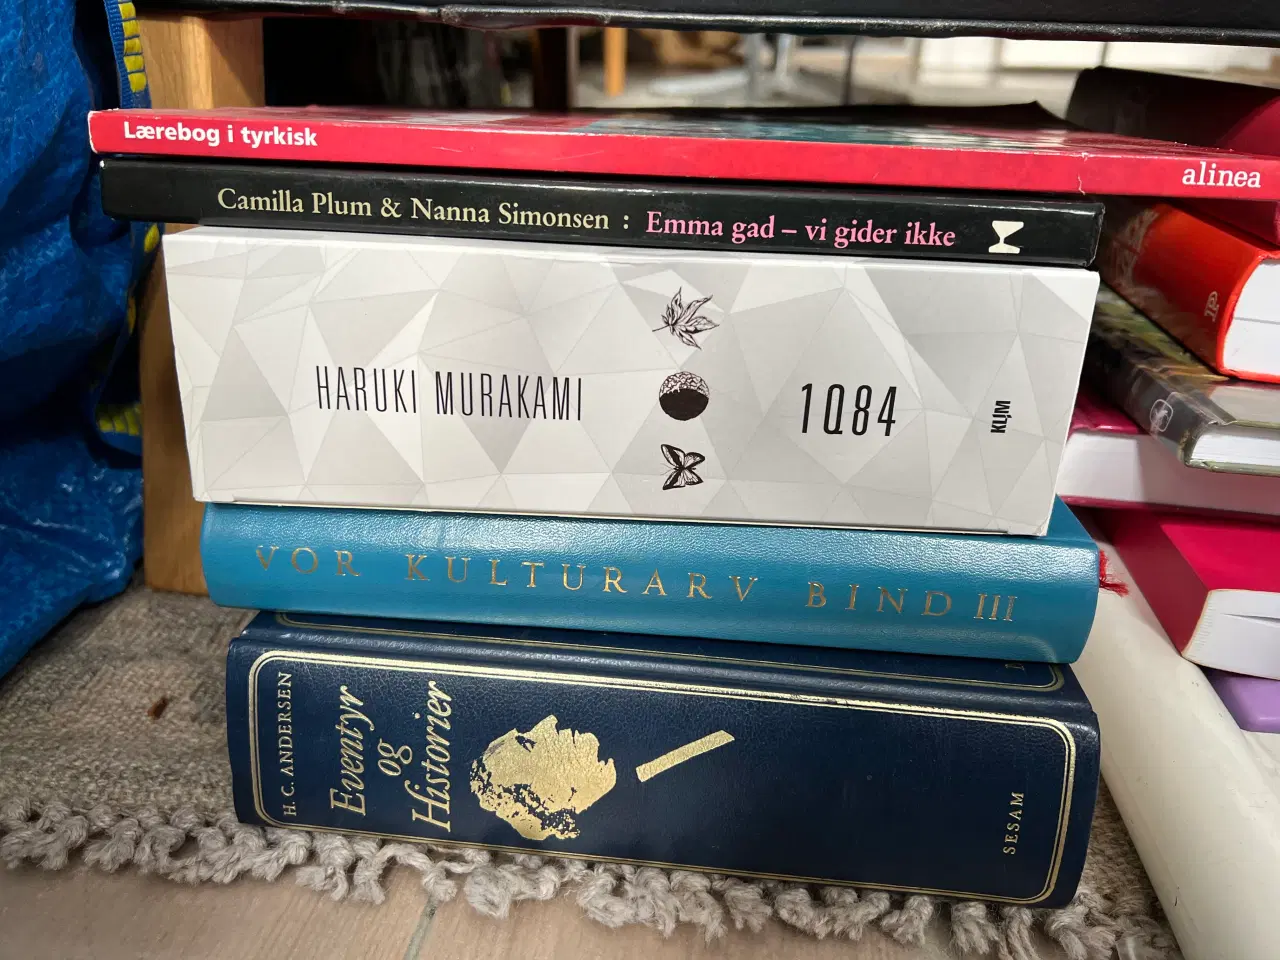 Lærebog i tyrkisk
alinea
Camilla Plum & Nanna Simonsen : Emma gad – vi gider ikke
HARUKI MURAKAMI
1Q84
KLIM
VOR KULTURARV BIND III
H. C. ANDERSEN
Eventyr
og
Historier
SESAM